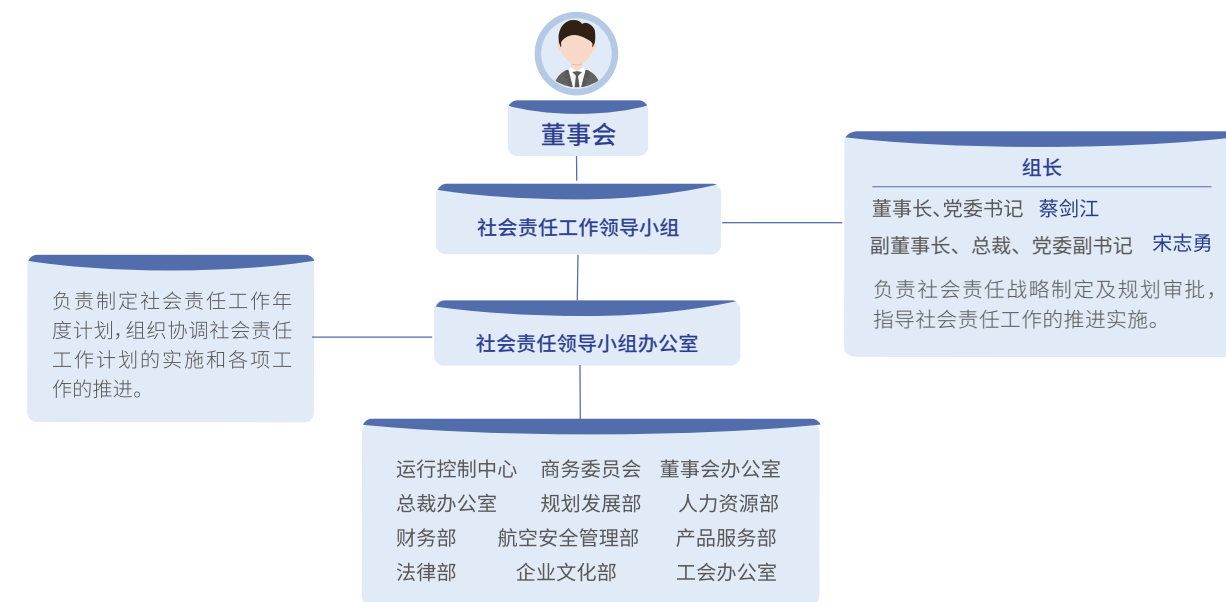 董事会
社会责任工作领导小组
组长
董事长、党委书记 蔡剑江
副董事长、总裁、党委副书记 宋志勇
负责社会责任战略制定及规划审批，
指导社会责任工作的推进实施。
社会责任领导小组办公室
负责制定社会责任工作年
度计划，组织协调社会责任
工作计划的实施和各项工
作的推进。
运行控制中心 商务委员会 董事会办公室
总裁办公室 规划发展部 人力资源部
财务部 航空安全管理部 产品服务部
法律部 企业文化部 工会办公室